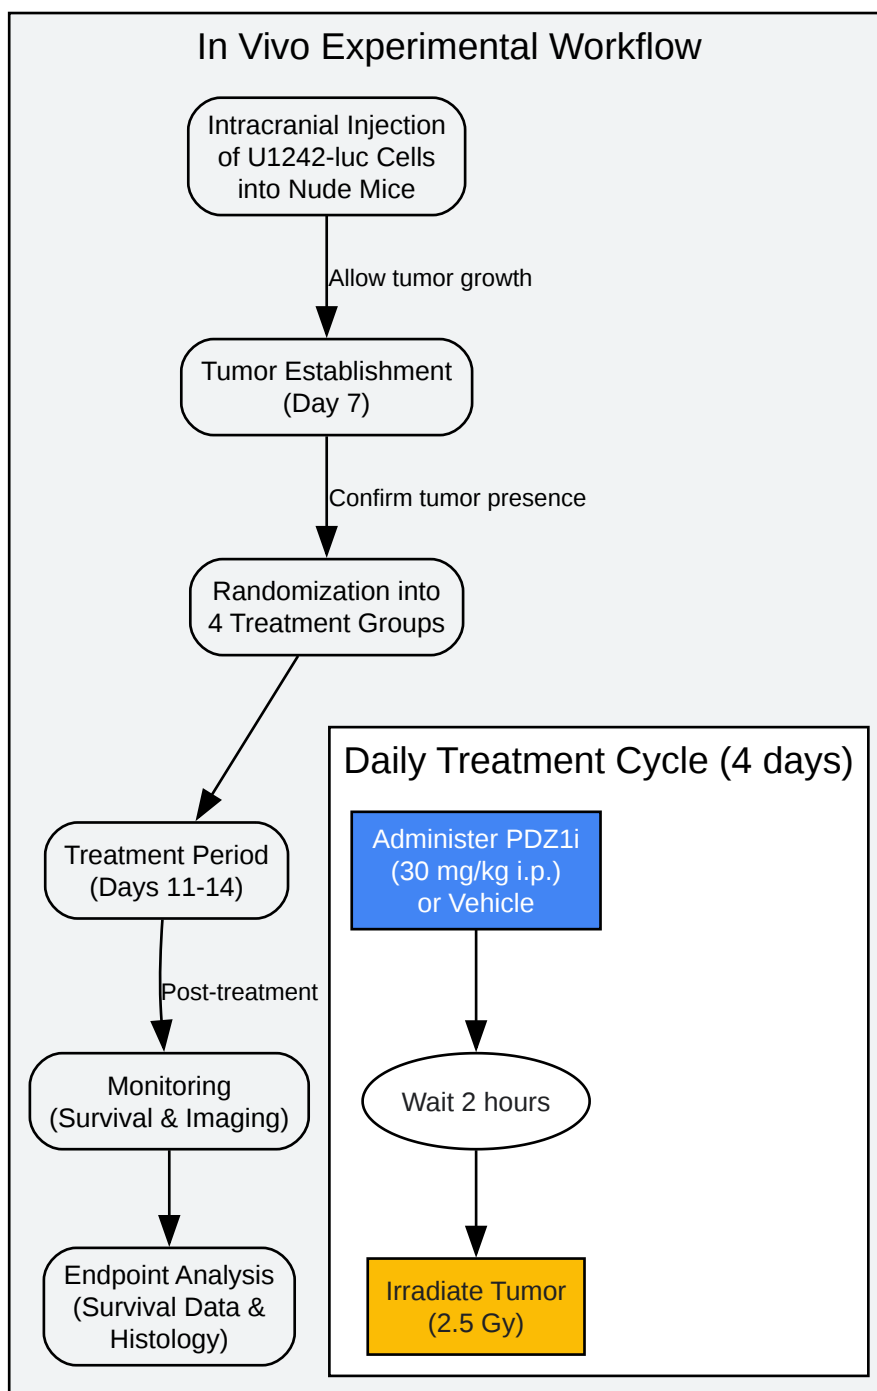 In Vivo Experimental Workflow
Intracranial Injection
of U1242-luc Cells
into Nude Mice
Allow tumor growth
Tumor Establishment
(Day 7)
Confirm tumor presence
Randomization into
4 Treatment Groups
Treatment Period
(Days 11-14)
Post-treatment
Monitoring
(Survival & Imaging)
Endpoint Analysis
(Survival Data &
Histology)
Daily Treatment Cycle (4 days)
Administer PDZ1i
(30 mg/kg i.p.)
or Vehicle
Wait 2 hours
Irradiate Tumor
(2.5 Gy)